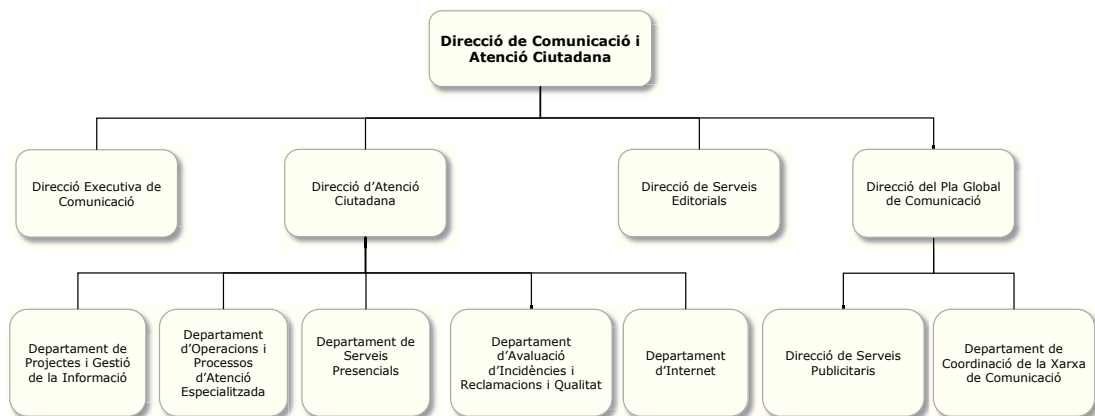 Direcció de Comunicació i
Atenció Ciutadana
Direcció Executiva de
Comunicació
Direcció d'Atenció
Ciutadana
Direcció de Serveis
Editorials
Direcció del Pla Global
de Comunicació
Departament de
Projectes i Gestió
de la Informació
Departament
d'Operacions i
Processos
d'Atenció
Especialitzada
Departament de
Serveis
Presencials
Departament
d'Avaluació
d'Incidències i
Reclamacions i Qualitat
Departament
d'Internet
Direcció de Serveis
Publicitaris
Departament de
Coordinació de la Xarxa
de Comunicació